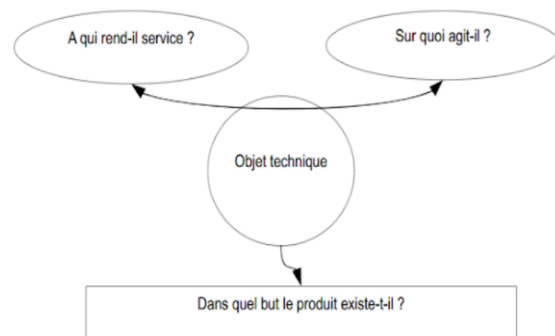 A qui rend-il service ?
Sur quoi agit-il ?
Objet technique
Dans quel but le produit existe-t-il ?